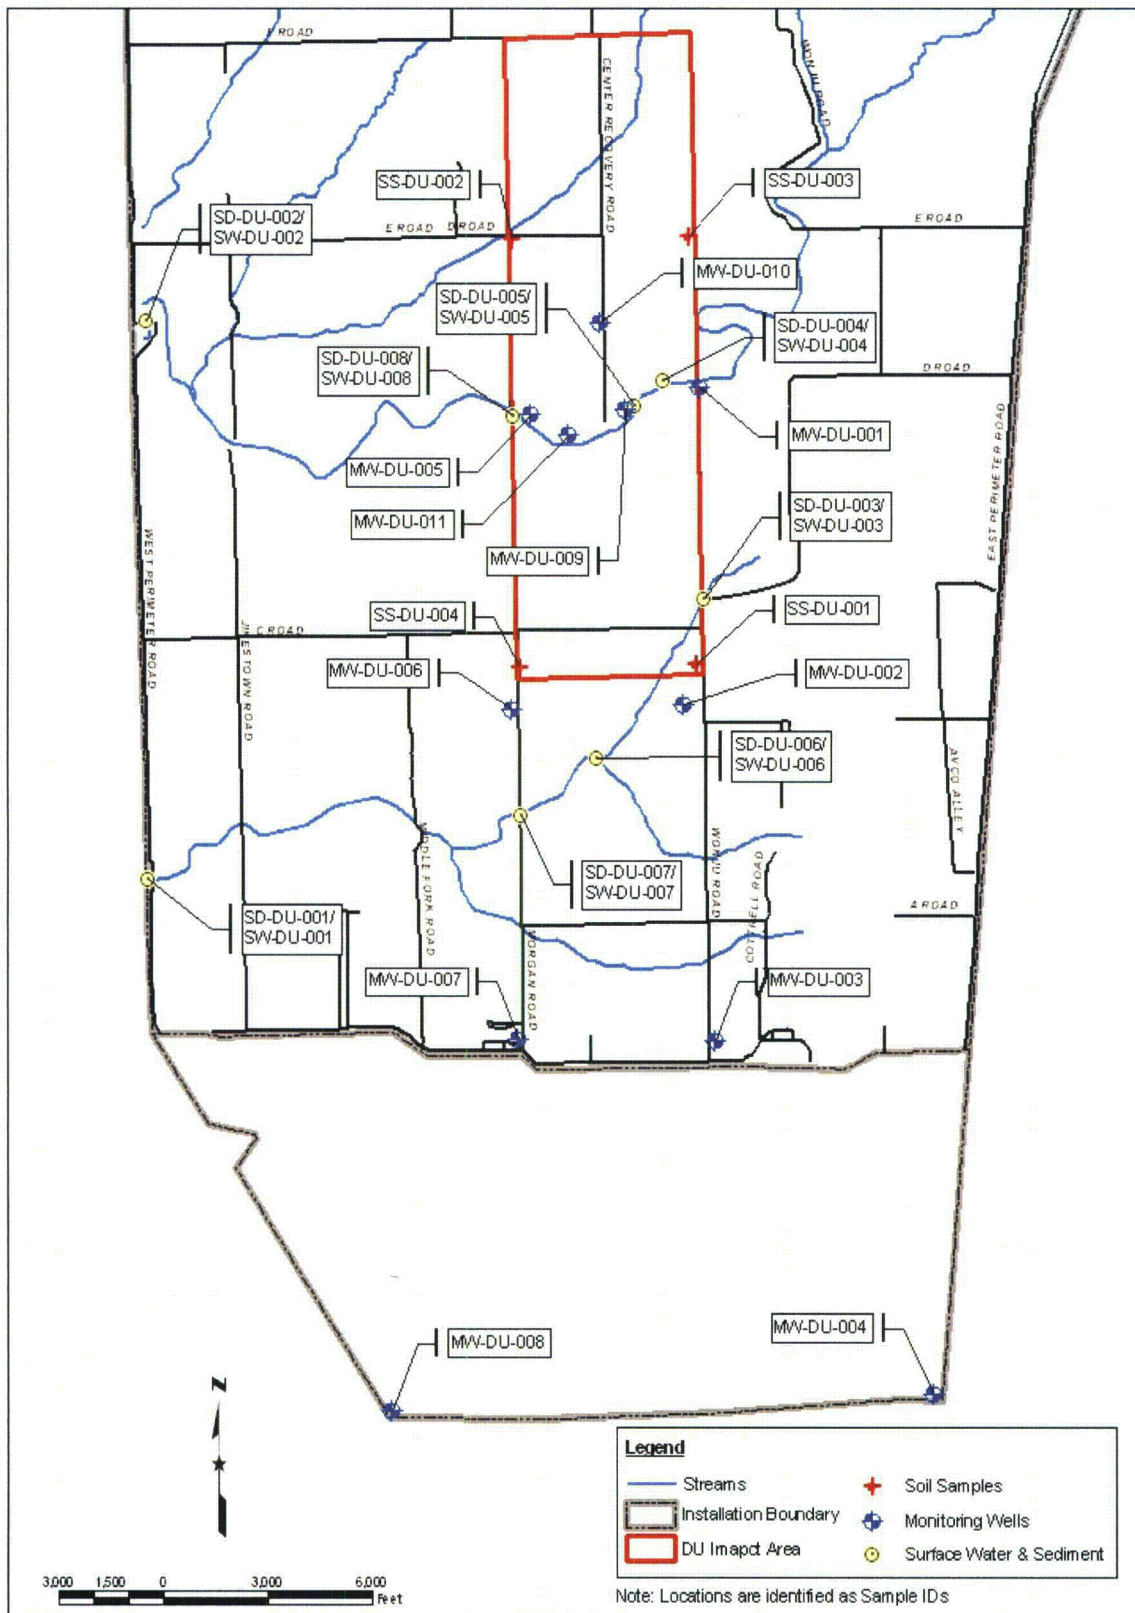 F ROAD
CENTER RECOVERY ROAD
SS-DU-002
SS-DU-003
SD-DU-002/
SW-DU-002
E ROAD
D ROAD
E ROAD
MW-DU-010
SD-DU-005/
SW-DU-005
SD-DU-004/
SW-DU-004
SD-DU-008/
SW-DU-008
D ROAD
MW-DU-001
MW-DU-005
EAST PERIMETER ROAD
SD-DU-003/
SW-DU-003
MW-DU-011
MW-DU-009
WEST PERIMETER ROAD
SS-DU-004
SS-DU-001
C ROAD
MW-DU-006
MW-DU-002
SD-DU-006/
SW-DU-006
AVCO ALLEY
MIDDLE FORK ROAD
SD-DU-007/
SW-DU-007
COTTRELL ROAD
A ROAD
SD-DU-001/
SW-DU-001
MORGAN ROAD
MW-DU-007
MW-DU-003
MW-DU-008
MW-DU-004
N
Legend
Streams
Soil Samples
Installation Boundary
Monitoring Wells
DU Imapct Area
Surface Water & Sediment
3,000 1,500 0 3,000 6,000
Feet
Note: Locations are identified as Sample IDs